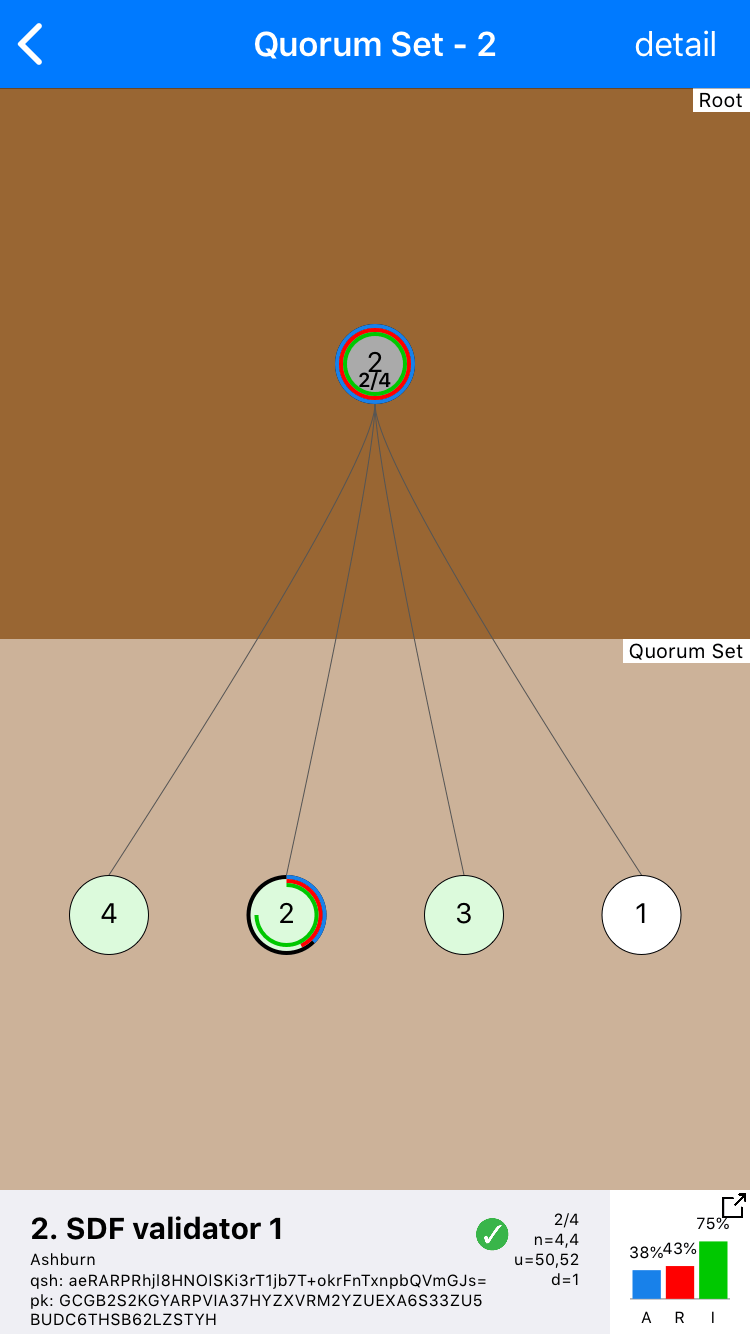 Quorum Set - 2
detail
Root
2
2/4
Quorum Set
4
2
3
1
2. SDF validator 1
Ashburn
qsh: aeRARPRhjI8HNOISKi3rT1jb7T+okrFnTxnpbQVmGJs=
pk: GCGB2S2KGYARPVIA37HYZXVRM2YZUEXA6S33ZU5
BUDC6THSB62LZSTYH
2/4
n=4,4
u=50,52
d=1
38%
43%
75%
A R I